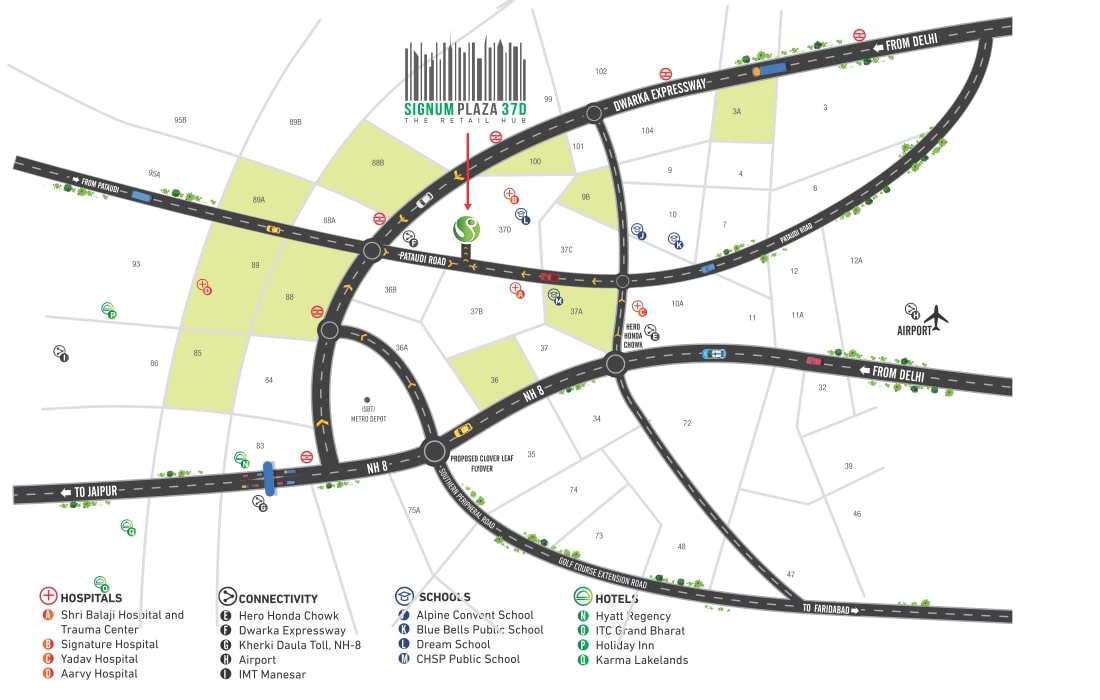 SIGNUM PLAZA 37D
THE RETAIL HUB
FROM DELHI
DWARKA EXPRESSWAY
102
99
3
3A
104
101
100
95B
89B
88B
95A
FROM PATAUDI
89A
88A
9
4
6
9B
10
7
B
L
37D
J
K
F
PATAUDI ROAD
37C
PATAUDI ROAD
12A
93
89
88
36B
12
D
A
M
C
10A
37B
37A
11
11A
H
AIRPORT
P
HERO
HONDA
CHOWK
E
I
86
85
84
36A
37
36
FROM DELHI
32
ISBT/
METRO DEPOT
NH 8
34
72
83
N
NH 8
PROPOSED CLOVER LEAF
FLYOVER
35
39
TO JAIPUR
G
75A
SOUTHERN PERIPHERAL ROAD
74
46
Q
73
48
GOLF COURSE EXTENSION ROAD
47
TO FARIDABAD
O
HOSPITALS
A Shri Balaji Hospital and
Trauma Center
B Signature Hospital
C Yadav Hospital
D Aarvy Hospital
CONNECTIVITY
E Hero Honda Chowk
F Dwarka Expressway
G Kherki Daula Toll, NH-8
H Airport
I IMT Manesar
SCHOOLS
J Alpine Convent School
K Blue Bells Public School
L Dream School
M CHSP Public School
HOTELS
N Hyatt Regency
O ITC Grand Bharat
P Holiday Inn
Q Karma Lakelands